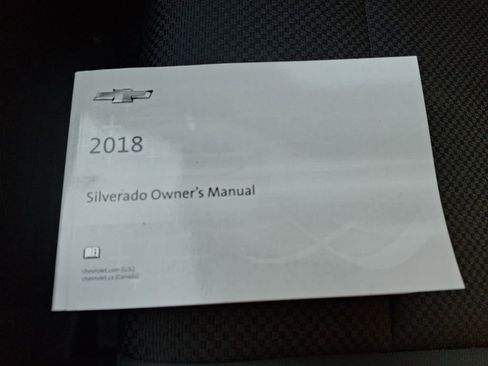 2018
Silverado Owner's Manual
chevrolet.com (U.S.)
chevrolet.ca (Canada)